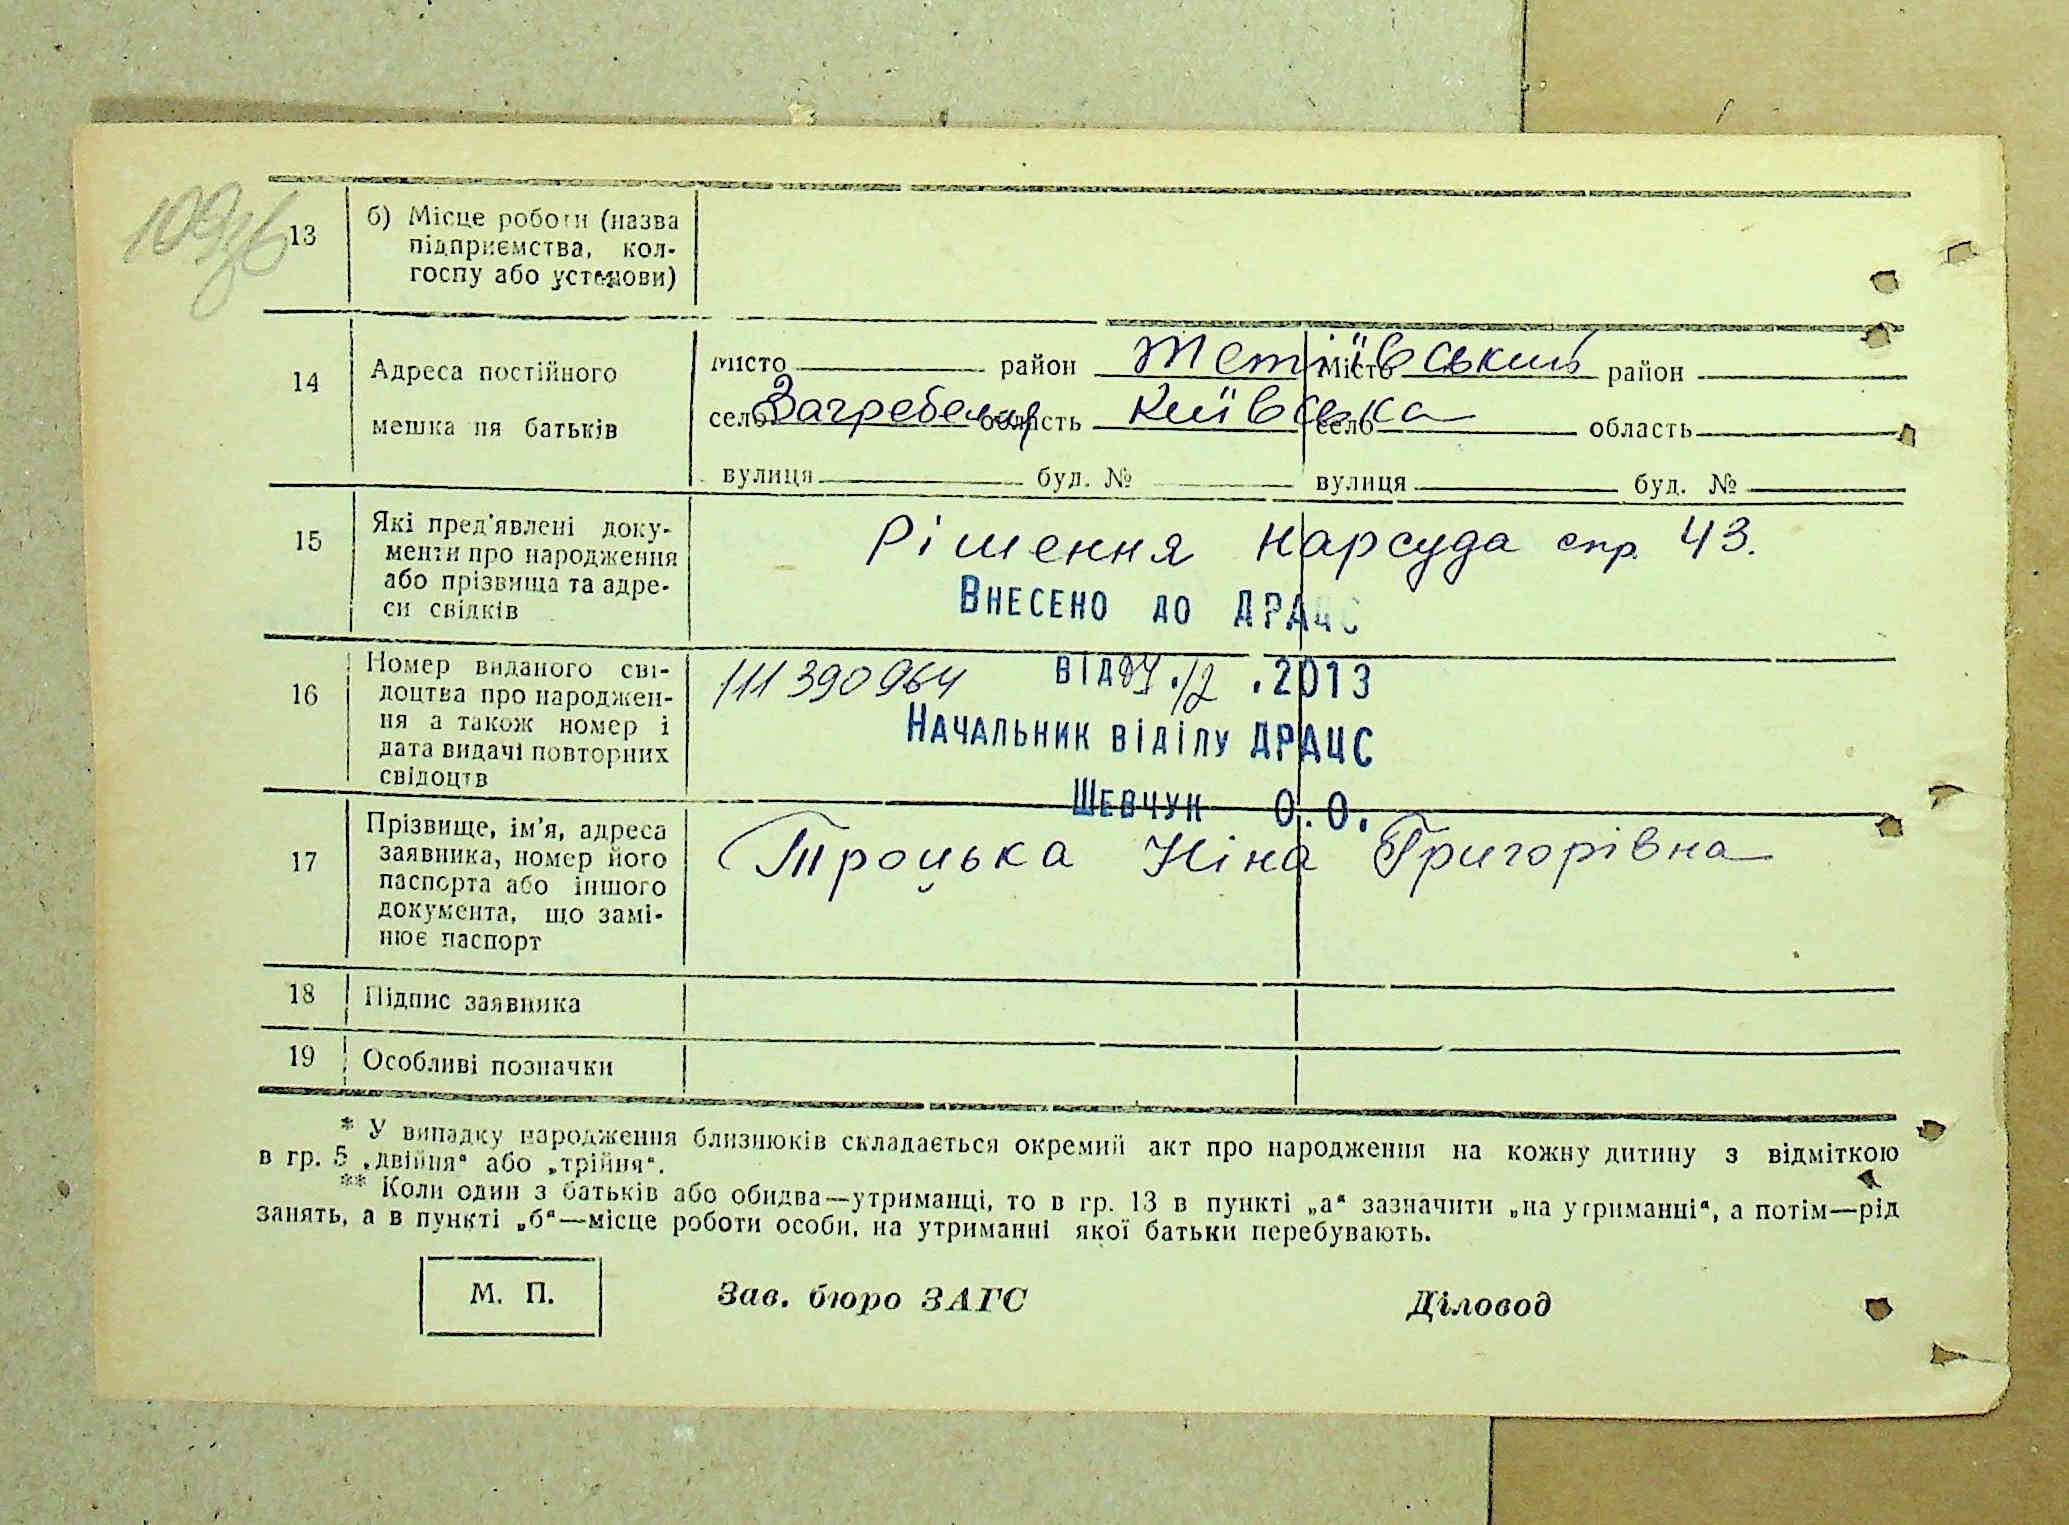 109зв
13
б) Місце роботи (назва
підприємства, кол-
госпу або установи)
14
Адреса постійного
мешка ня батьків
місто район Тетіївський місто район
село Загребелля область Київська село область
вулиця буд. № вулиця буд. №
15
Які пред'явлені доку-
менти про народження
або прізвища та адре-
си свідків
Рішення нарсуда спр. 43.
Внесено до ДРАЦС
16
Номер виданого сві-
доцтва про народжен-
ня а також номер і
дата видачі повторних
свідоцтв
111 390964
від 04.12.2013
Начальник відділу ДРАЦС
Шевчук О.О.
17
Прізвище, ім'я, адреса
заявника, номер його
паспорта або іншого
документа, що замі-
нює паспорт
Троцька Ніна Григорівна
18 Підпис заявника
19 Особливі позначки
* У випадку народження близнюків складається окремий акт про народження на кожну дитину з відміткою
в гр. 5 „двійня“ або „трійня“.
** Коли один з батьків або обидва—утриманці, то в гр. 13 в пункті „а“ зазначити „на утриманні“, а потім—рід
занять, а в пункті „б“—місце роботи особи, на утриманні якої батьки перебувають.
М. П. Зав. бюро ЗАГС Діловод